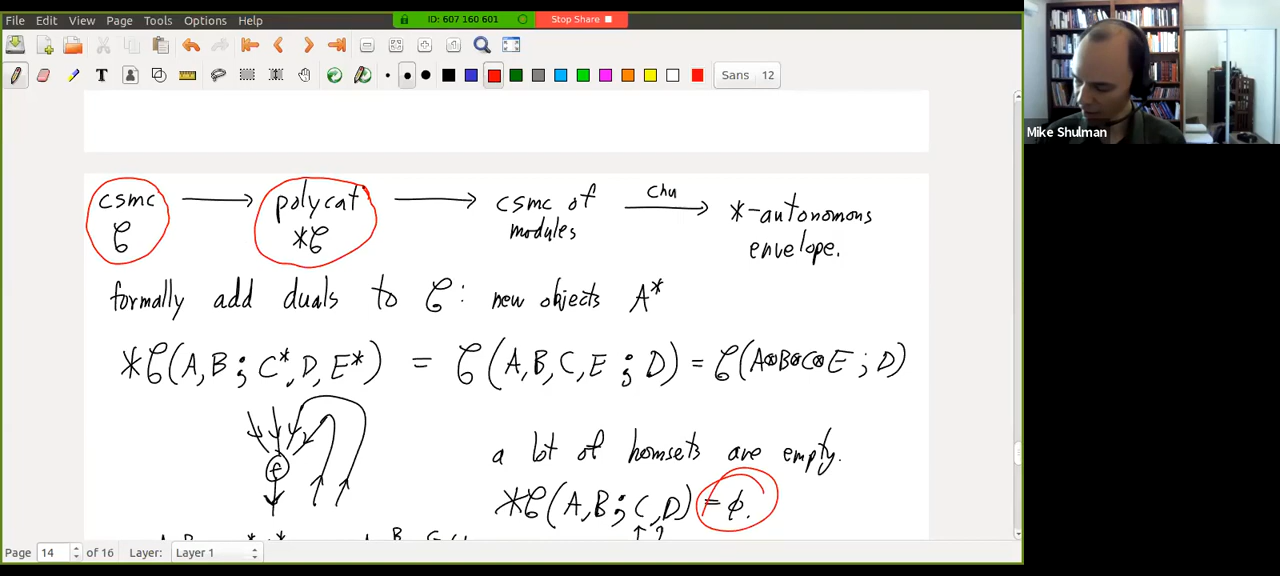 File Edit View Page Tools Options Help
ID: 607 160 601
Stop Share
Sans 12
Mike Shulman
csmc → polycat → csmc of modules chu → *-autonomous envelope.
𝒞 *𝒞
formally add duals to 𝒞: new objects A*
*𝒞(A,B ; C*, D, E*) = 𝒞(A,B,C,E ; D) = 𝒞(A⊗B⊗C⊗E ; D)
f
a lot of homsets are empty.
*𝒞(A,B ; C,D) = ϕ.
↑ ?
Page 14 of 16 Layer: Layer 1